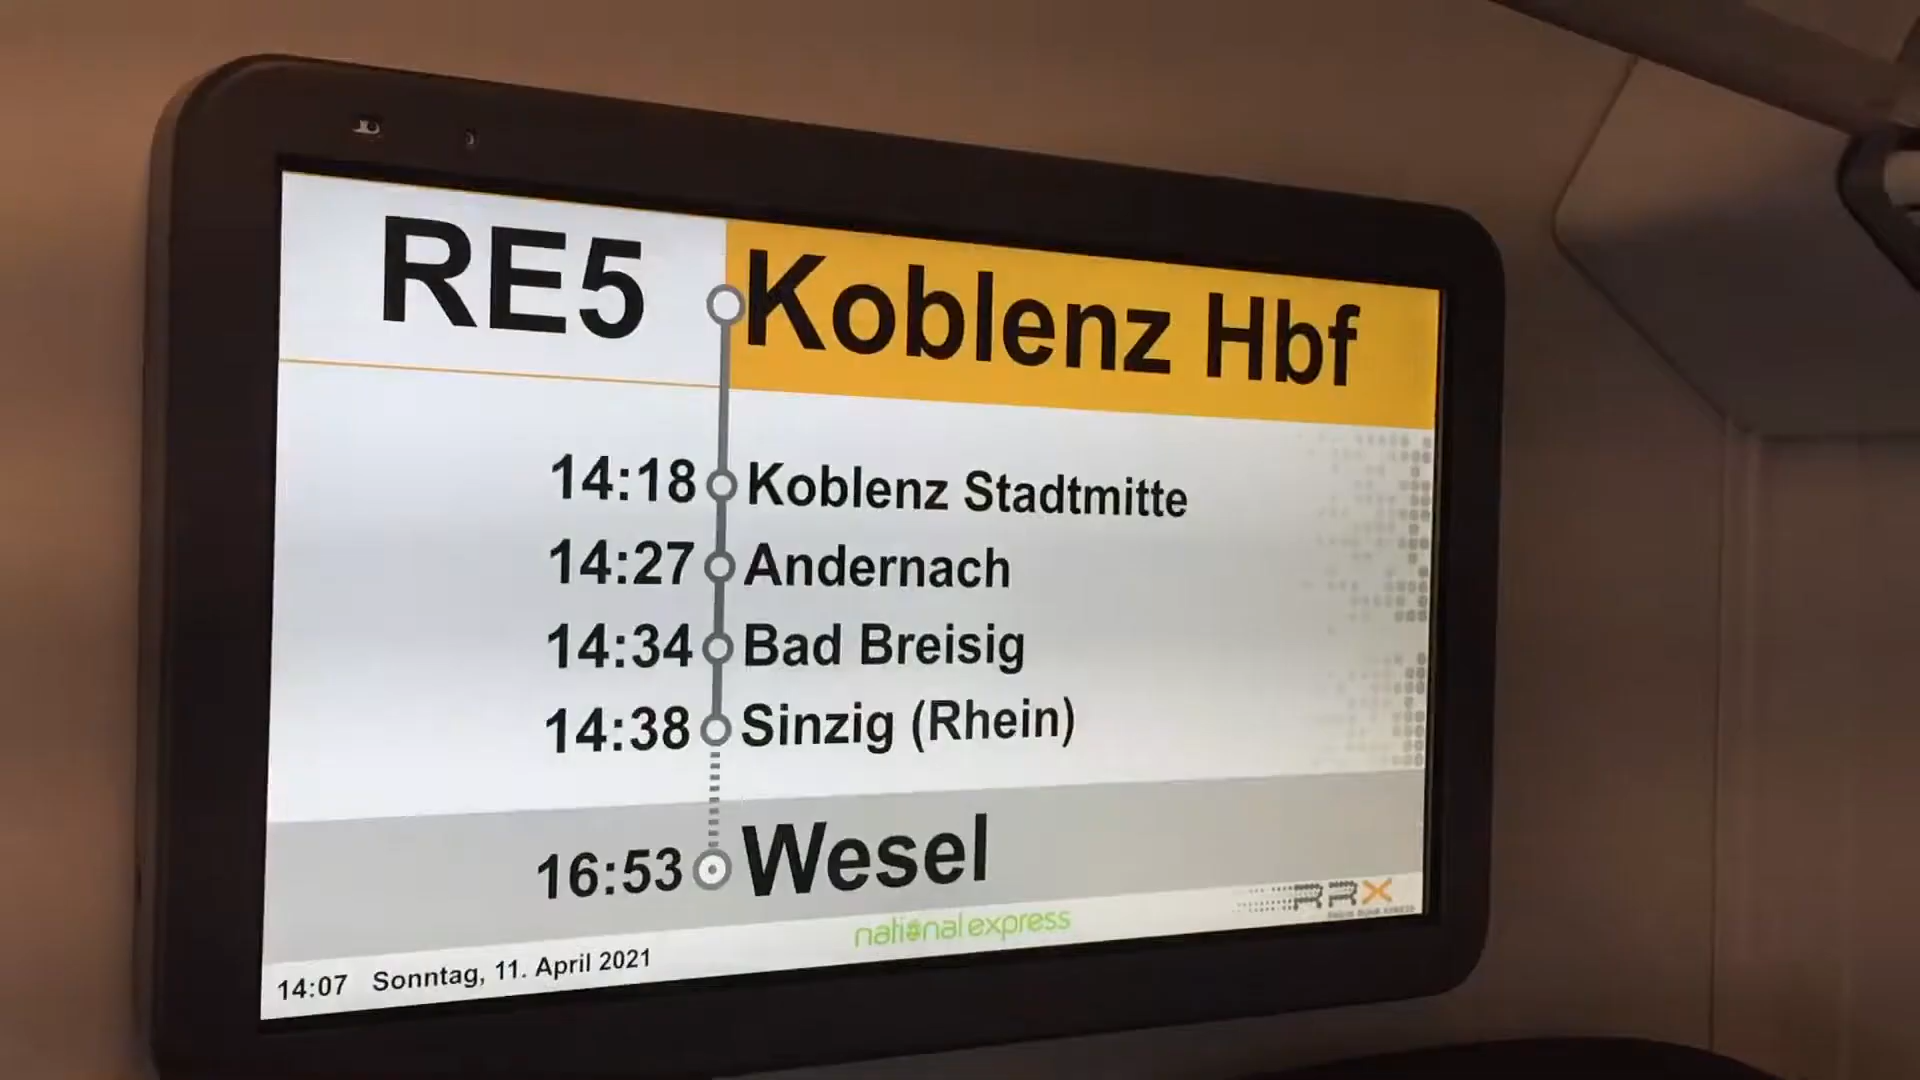 RE5 Koblenz Hbf
14:18 Koblenz Stadtmitte
14:27 Andernach
14:34 Bad Breisig
14:38 Sinzig (Rhein)
16:53 Wesel
national express
RRX
14:07 Sonntag, 11. April 2021